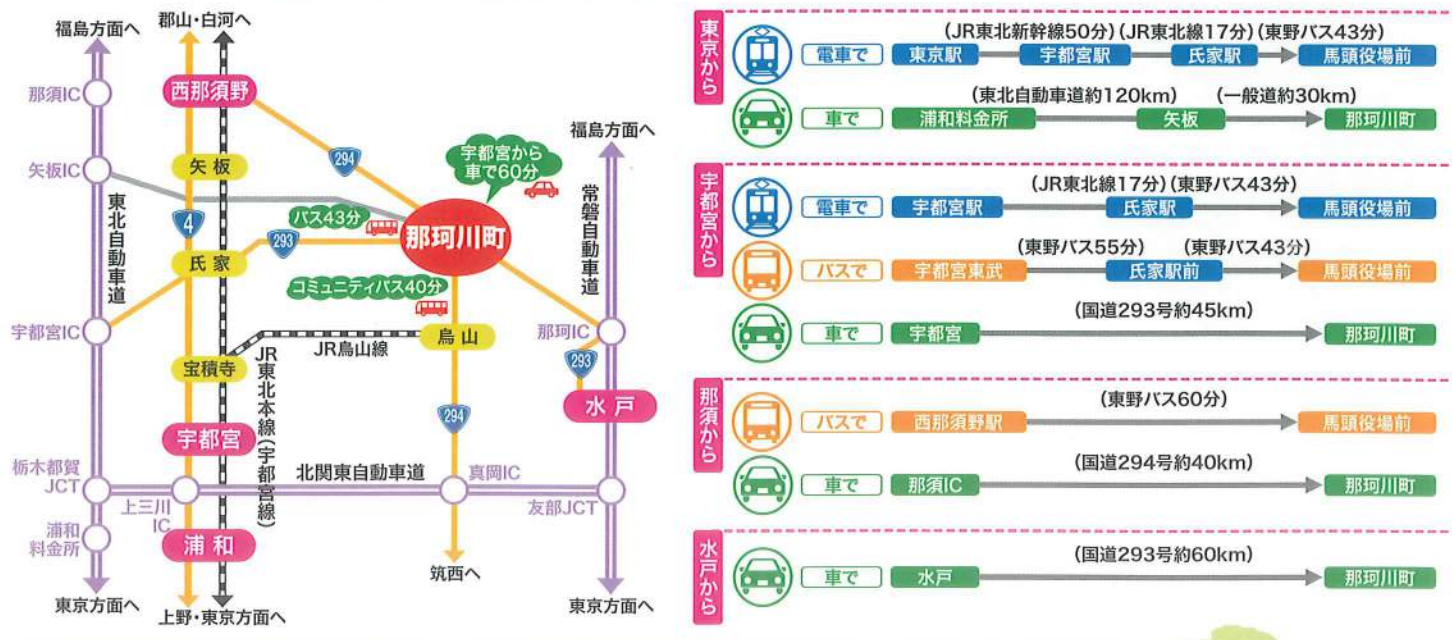 福島方面へ
郡山・白河へ
那須IC
西那須野
矢板IC
矢板
294
宇都宮から
車で60分
福島方面へ
東北自動車道
4
バス43分
293
那珂川町
常磐自動車道
氏家
コミュニティバス40分
宇都宮IC
JR烏山線
烏山
那珂IC
宝積寺
JR東北本線(宇都宮線)
293
水戸
宇都宮
294
栃木都賀
JCT
北関東自動車道
真岡IC
上三川
IC
友部JCT
浦和
料金所
浦和
筑西へ
東京方面へ
上野・東京方面へ
東京方面へ
東京から
(JR東北新幹線50分)(JR東北線17分)(東野バス43分)
電車で 東京駅 宇都宮駅 氏家駅 馬頭役場前
(東北自動車道約120km) (一般道約30km)
車で 浦和料金所 矢板 那珂川町
宇都宮から
(JR東北線17分)(東野バス43分)
電車で 宇都宮駅 氏家駅 馬頭役場前
(東野バス55分) (東野バス43分)
バスで 宇都宮東武 氏家駅前 馬頭役場前
(国道293号約45km)
車で 宇都宮 那珂川町
那須から
(東野バス60分)
バスで 西那須野駅 馬頭役場前
(国道294号約40km)
車で 那須IC 那珂川町
水戸から
(国道293号約60km)
車で 水戸 那珂川町